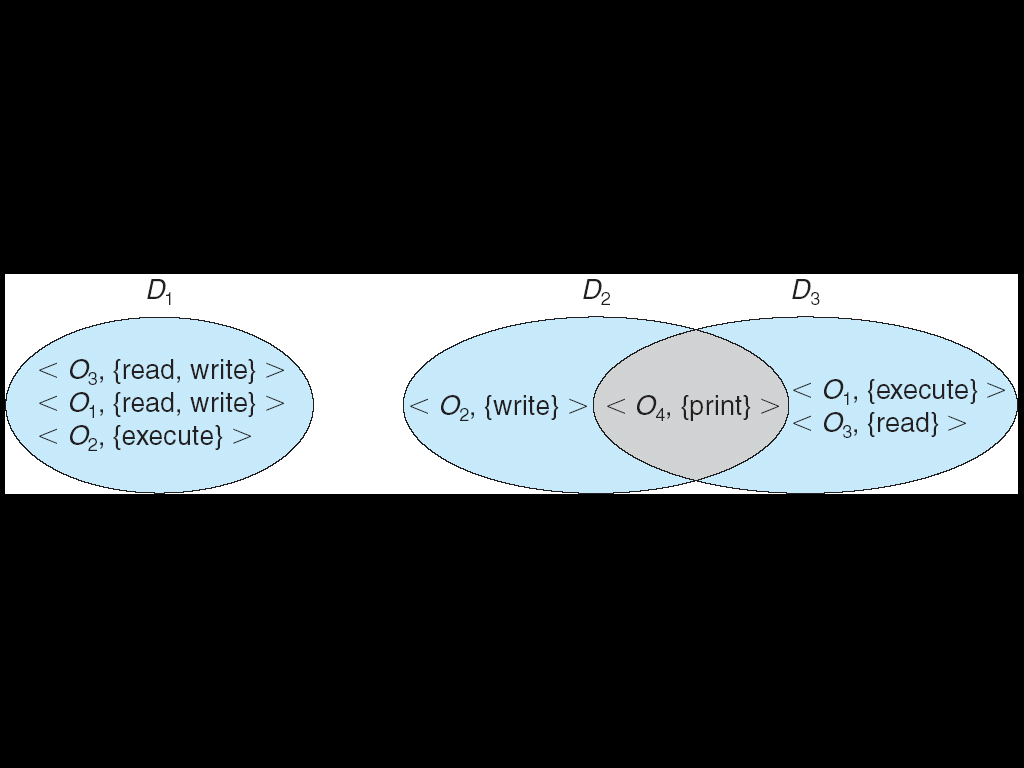 D₁
D₂
D₃
< O₃, {read, write} >
< O₁, {read, write} >
< O₂, {execute} >
< O₂, {write} >
< O₄, {print} >
< O₁, {execute} >
< O₃, {read} >